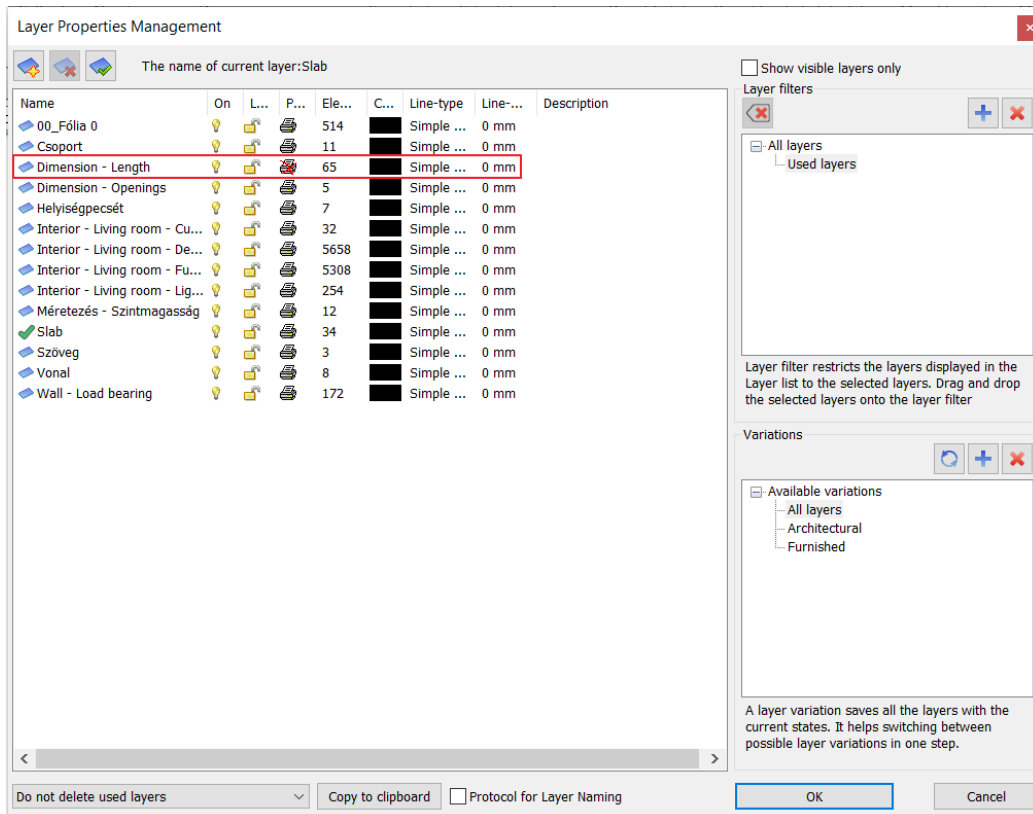 Layer Properties Management
The name of current layer:Slab
Name On L... P... Ele... C... Line-type Line-... Description
00_Fólia 0 514 Simple ... 0 mm
Csoport 11 Simple ... 0 mm
Dimension - Length 65 Simple ... 0 mm
Dimension - Openings 5 Simple ... 0 mm
Helyiségpecsét 7 Simple ... 0 mm
Interior - Living room - Cu... 32 Simple ... 0 mm
Interior - Living room - De... 5658 Simple ... 0 mm
Interior - Living room - Fu... 5308 Simple ... 0 mm
Interior - Living room - Lig... 254 Simple ... 0 mm
Méretezés - Szintmagasság 12 Simple ... 0 mm
Slab 34 Simple ... 0 mm
Szöveg 3 Simple ... 0 mm
Vonal 8 Simple ... 0 mm
Wall - Load bearing 172 Simple ... 0 mm
Do not delete used layers
Copy to clipboard
Protocol for Layer Naming
Show visible layers only
Layer filters
All layers
Used layers
Layer filter restricts the layers displayed in the
Layer list to the selected layers. Drag and drop
the selected layers onto the layer filter
Variations
Available variations
All layers
Architectural
Furnished
A layer variation saves all the layers with the
current states. It helps switching between
possible layer variations in one step.
OK
Cancel